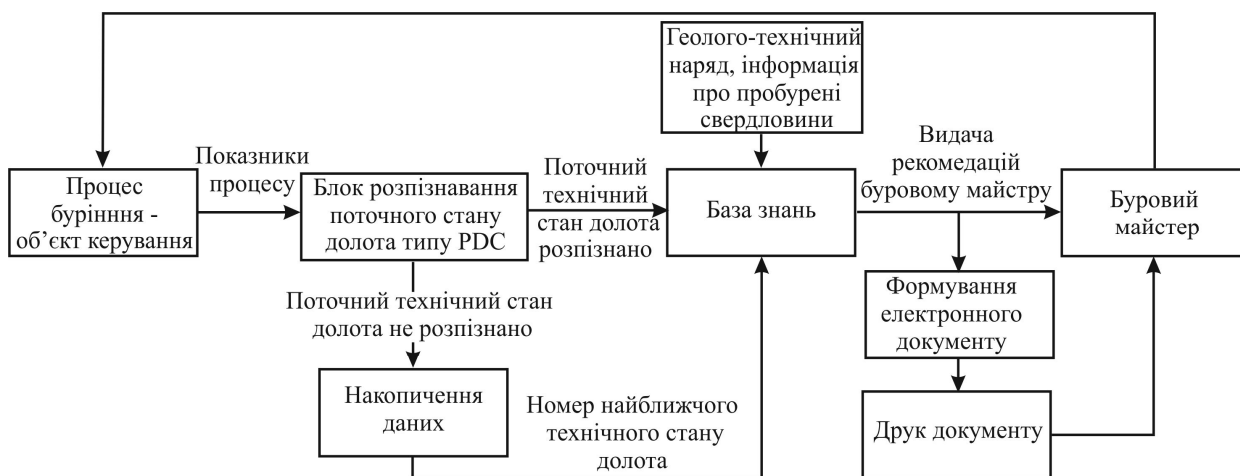 Геолого-технічний
наряд, інформація
про пробурені
свердловини
Процес
бурінння -
об’єкт керування
Показники
процесу
Блок розпізнавання
поточного стану
долота типу PDC
Поточний
технічний
стан долота
розпізнано
База знань
Видача
рекомедацій
буровому майстру
Буровий
майстер
Поточний технічний стан
долота не розпізнано
Накопичення
даних
Номер найближчого
технічного стану
долота
Формування
електронного
документу
Друк документу